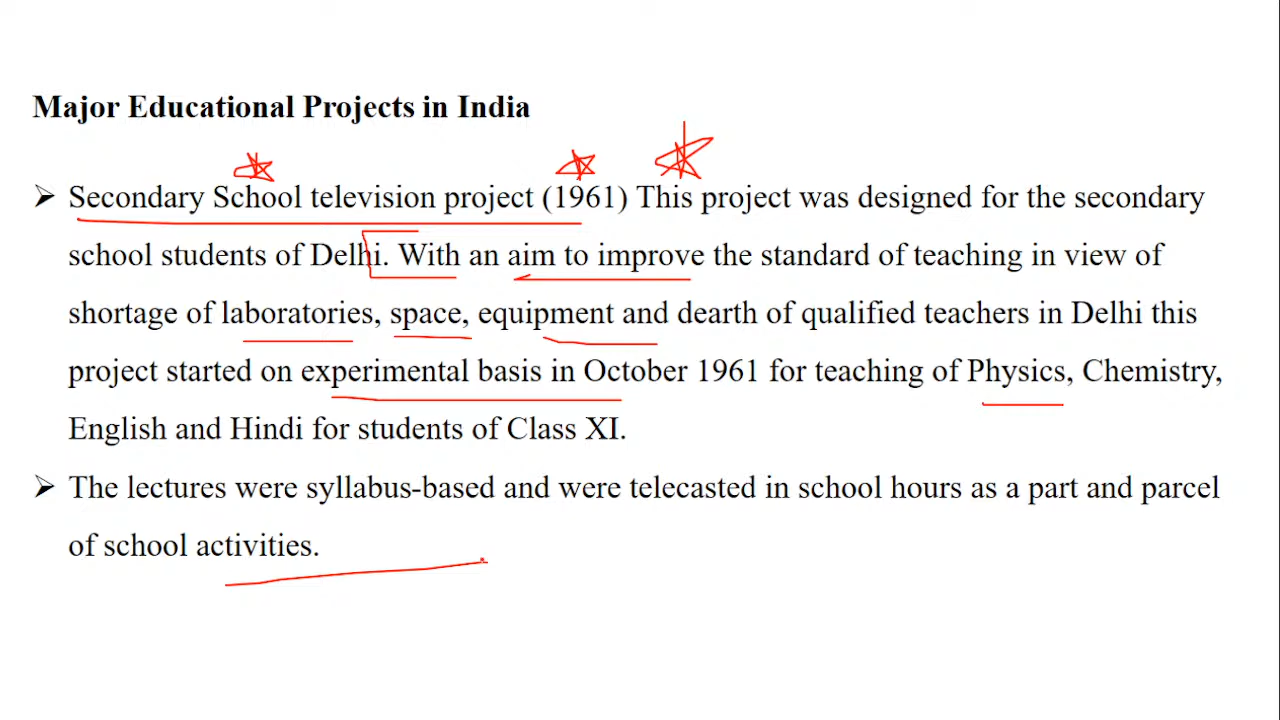 Major Educational Projects in India
➢ Secondary School television project (1961) This project was designed for the secondary
school students of Delhi. With an aim to improve the standard of teaching in view of
shortage of laboratories, space, equipment and dearth of qualified teachers in Delhi this
project started on experimental basis in October 1961 for teaching of Physics, Chemistry,
English and Hindi for students of Class XI.
➢ The lectures were syllabus-based and were telecasted in school hours as a part and parcel
of school activities.